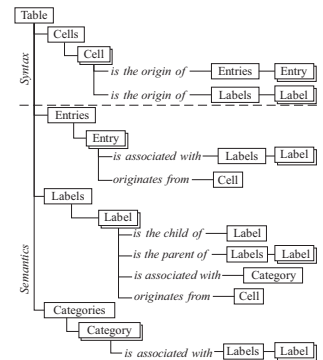 Table
Cells
Cell
is the origin of Entries Entry
is the origin of Labels Label
Syntax
Entries
Entry
is associated with Labels Label
originates from Cell
Labels
Label
is the child of Label
is the parent of Labels Label
is associated with Category
originates from Cell
Semantics
Categories
Category
is associated with Labels Label